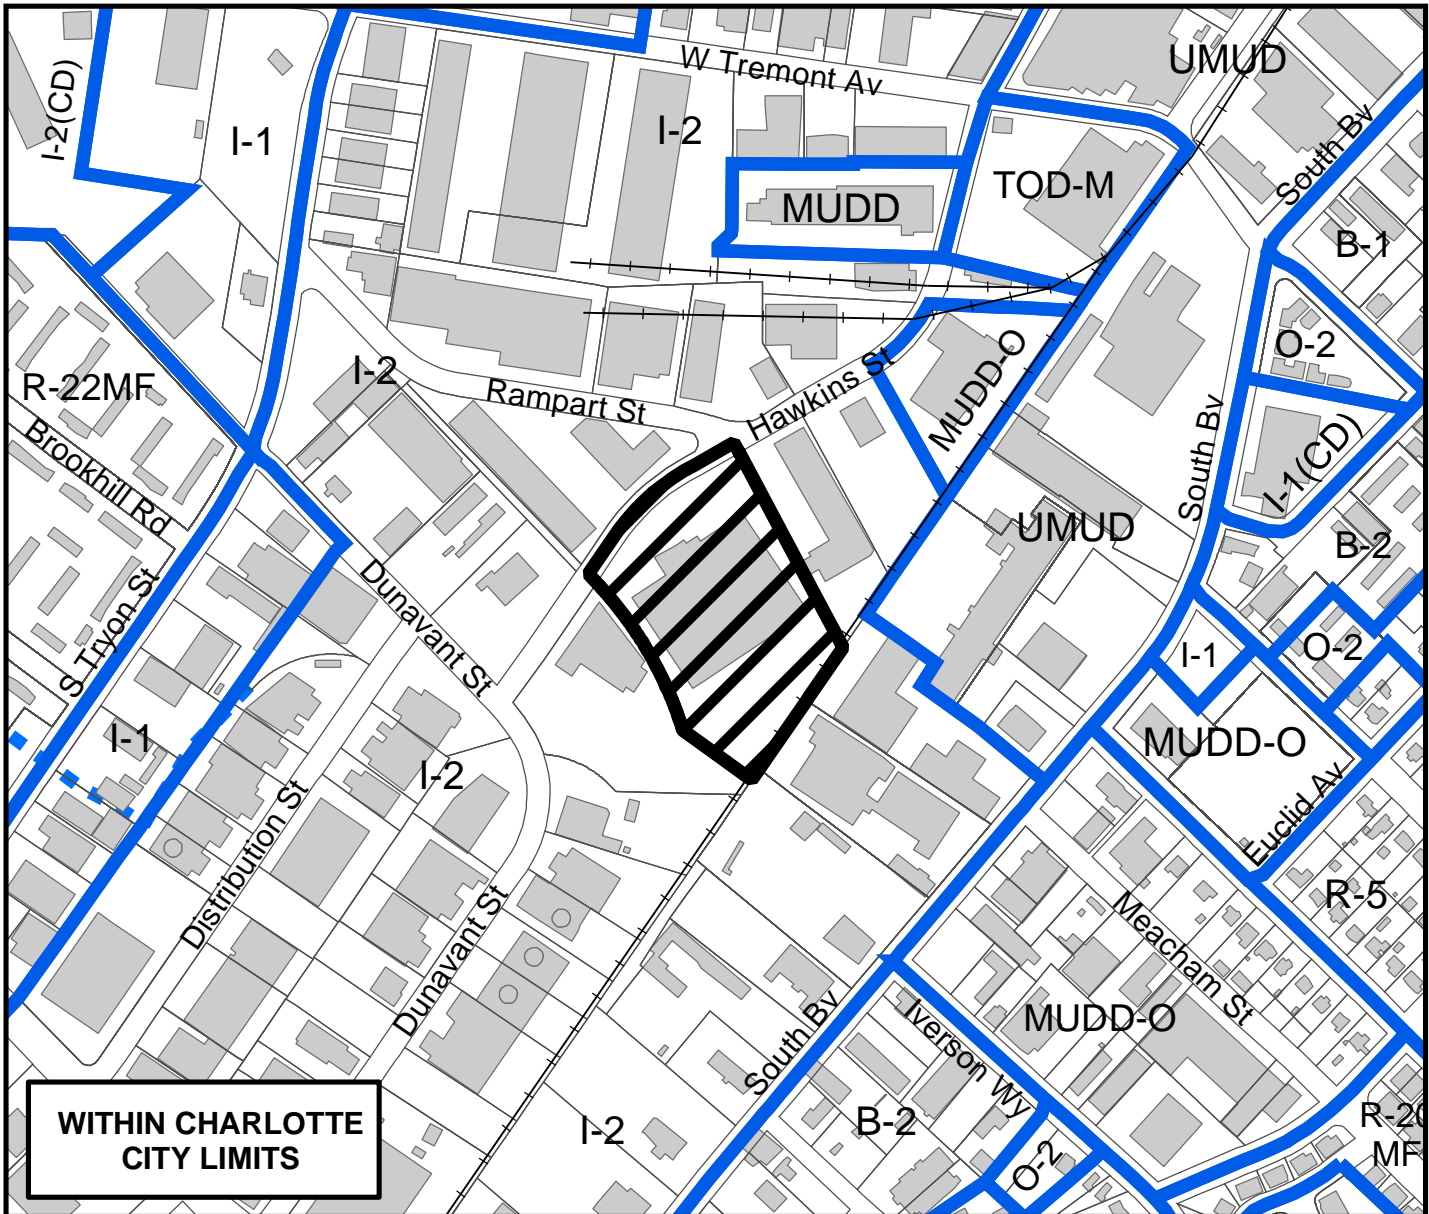 UMUD
W Tremont Av
I-2(CD)
I-1
I-2
South Bv
TOD-M
MUDD
B-1
O-2
MUDD-O
I-2
R-22MF
Rampart St
Hawkins St
Brookhill Rd
South Bv
I-1(CD)
UMUD
B-2
S Tryon St
Dunavant St
I-1
O-2
I-1
MUDD-O
I-2
Euclid Av
Distribution St
R-5
Dunavant St
Meacham St
South Bv
Iverson Wy
MUDD-O
I-2
B-2
O-2
R-20
MF
WITHIN CHARLOTTE
CITY LIMITS